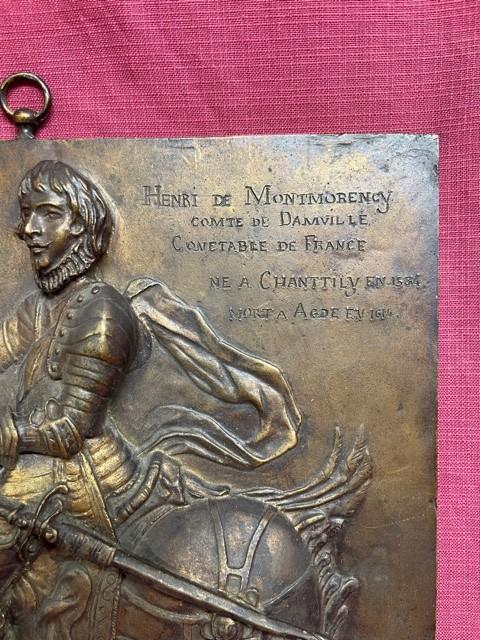 HENRI DE MONTMORENCY
COMTE DE DAMVILLE
CONETABLE DE FRANCE
NE A CHANTTILY EN 1534.
MORT A AGDE EN 1614.